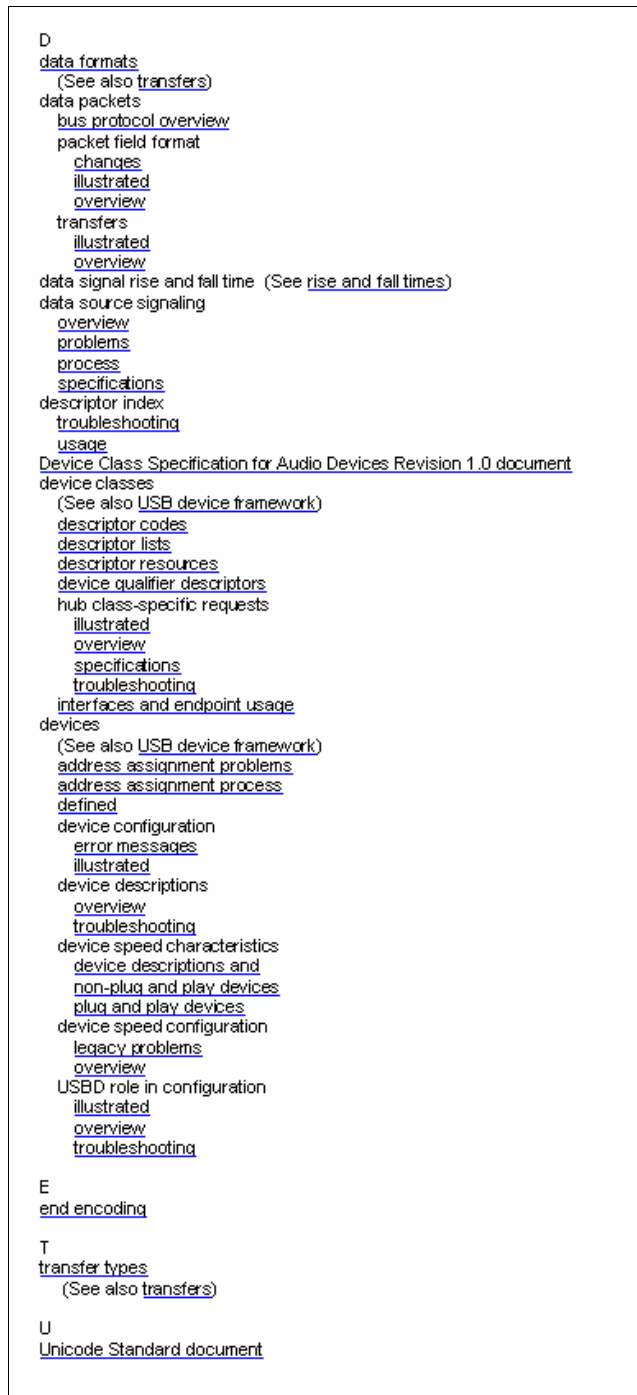 D
data formats
(See also transfers)
data packets
bus protocol overview
packet field format
changes
illustrated
overview
transfers
illustrated
overview
data signal rise and fall time (See rise and fall times)
data source signaling
overview
problems
process
specifications
descriptor index
troubleshooting
usage
Device Class Specification for Audio Devices Revision 1.0 document
device classes
(See also USB device framework)
descriptor codes
descriptor lists
descriptor resources
device qualifier descriptors
hub class-specific requests
illustrated
overview
specifications
troubleshooting
interfaces and endpoint usage
devices
(See also USB device framework)
address assignment problems
address assignment process
defined
device configuration
error messages
illustrated
device descriptions
overview
troubleshooting
device speed characteristics
device descriptions and
non-plug and play devices
plug and play devices
device speed configuration
legacy problems
overview
USBD role in configuration
illustrated
overview
troubleshooting
E
end encoding
T
transfer types
(See also transfers)
U
Unicode Standard document